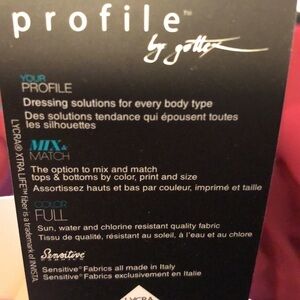 profile™
by gottex
YOUR
PROFILE
Dressing solutions for every body type
Des solutions tendance qui épousent toutes
les silhouettes
MIX&
MATCH
The option to mix and match
tops & bottoms by color, print and size
Assortissez hauts et bas par couleur, imprimé et taille
COLOR
FULL
Sun, water and chlorine resistant quality fabric
Tissu de qualité, résistant au soleil, à l'eau et au chlore
Sensitive
FABRICS
Sensitive® Fabrics all made in Italy
Sensitive® Fabrics exclusivement en Italie
LYCRA
LYCRA® XTRA LIFE™ fiber is a trademark of INVISTA